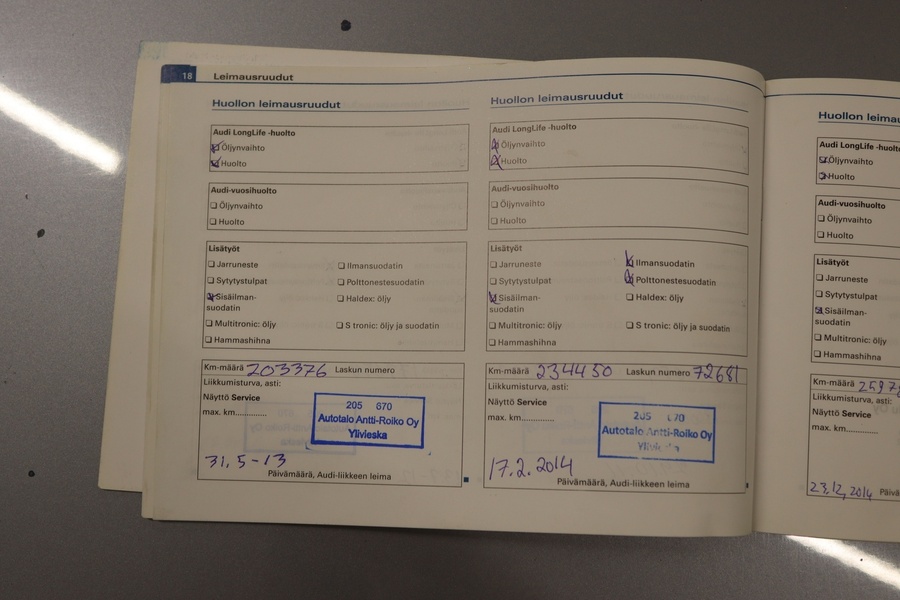 18 Leimausruudut
Huollon leimausruudut
Audi LongLife -huolto
Öljynvaihto
Huolto
Audi-vuosihuolto
Öljynvaihto
Huolto
Lisätyöt
Jarruneste
Ilmansuodatin
Sytytystulpat
Polttonestesuodatin
Sisäilman-
suodatin
Haldex: öljy
Multitronic: öljy
S tronic: öljy ja suodatin
Hammashihna
Km-määrä 203376 Laskun numero
Liikkumisturva, asti:
Näyttö Service
max. km............
205 670
Autotalo Antti-Roiko Oy
Ylivieska
31.5-13
Päivämäärä, Audi-liikkeen leima
Huollon leimausruudut
Audi LongLife -huolto
Öljynvaihto
Huolto
Audi-vuosihuolto
Öljynvaihto
Huolto
Lisätyöt
Jarruneste
Ilmansuodatin
Sytytystulpat
Polttonestesuodatin
Sisäilman-
suodatin
Haldex: öljy
Multitronic: öljy
S tronic: öljy ja suodatin
Hammashihna
Km-määrä 234450 Laskun numero 72681
Liikkumisturva, asti:
Näyttö Service
max. km............
205 670
Autotalo Antti-Roiko Oy
17.2.2014
Päivämäärä, Audi-liikkeen leima
Huollon leimau
Audi LongLife -huolto
Öljynvaihto
Huolto
Audi-vuosihuolto
Öljynvaihto
Huolto
Lisätyöt
Jarruneste
Sytytystulpat
Sisäilman-
suodatin
Multitronic: öljy
Hammashihna
Km-määrä
Liikkumisturva, asti:
Näyttö Service
max. km............
23.12.2014